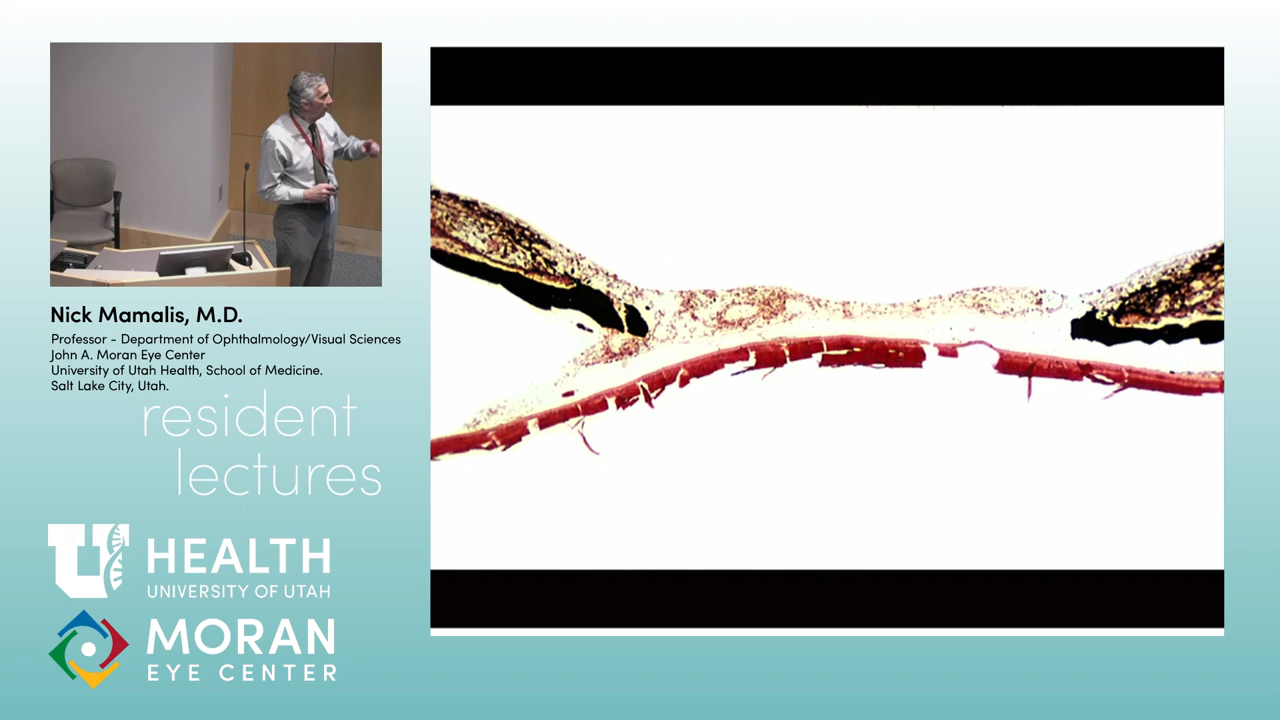 Nick Mamalis, M.D.
Professor - Department of Ophthalmology/Visual Sciences
John A. Moran Eye Center
University of Utah Health, School of Medicine.
Salt Lake City, Utah.
resident
lectures
U HEALTH
UNIVERSITY OF UTAH
MORAN
EYE CENTER